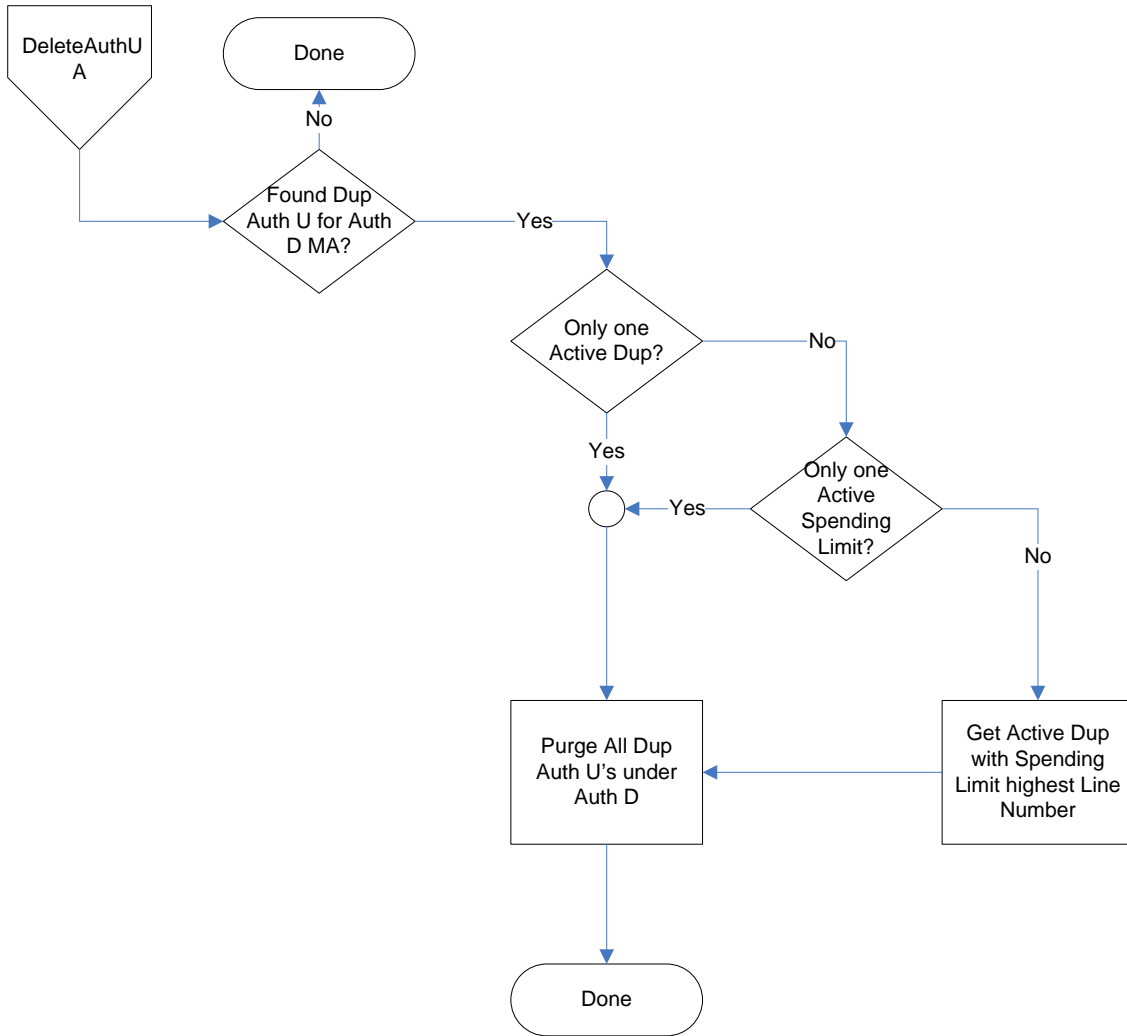 DeleteAuthU
A
Done
No
Found Dup
Auth U for Auth
D MA?
Yes
Only one
Active Dup?
No
Yes
Only one
Active
Spending
Limit?
Yes
No
Purge All Dup
Auth U’s under
Auth D
Get Active Dup
with Spending
Limit highest Line
Number
Done